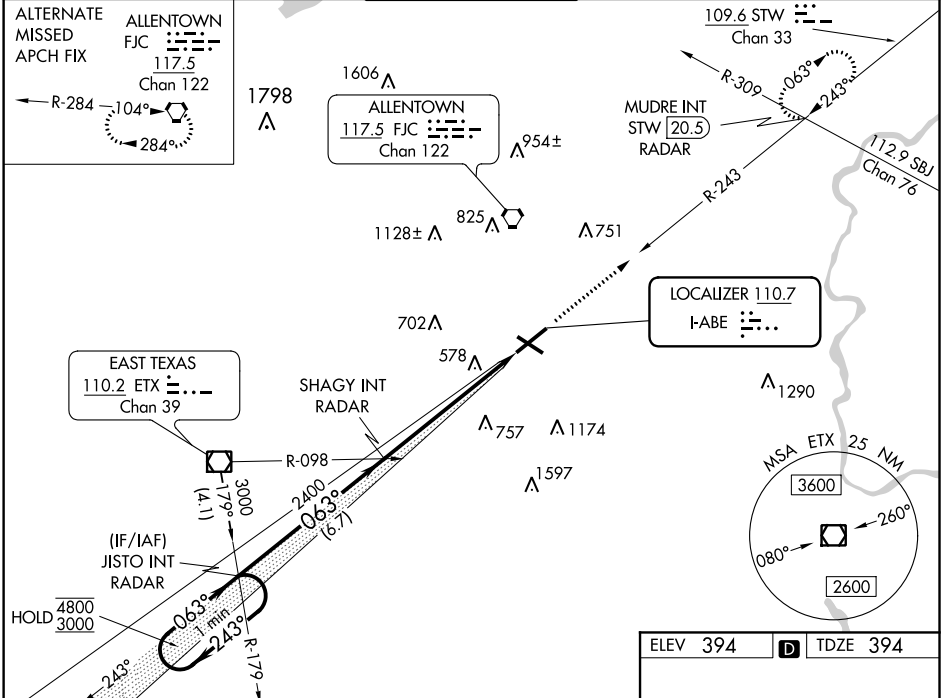 ALTERNATE
MISSED
APCH FIX
ALLENTOWN
FJC
117.5
Chan 122
R-284
104°
284°
1798
1606
ALLENTOWN
117.5 FJC
Chan 122
954±
109.6 STW
Chan 33
R-309
063°
243°
MUDRE INT
STW 20.5
RADAR
112.9 SBJ
Chan 76
R-243
825
1128±
751
LOCALIZER 110.7
I-ABE
702
578
EAST TEXAS
110.2 ETX
Chan 39
SHAGY INT
RADAR
1290
757
1174
R-098
1597
MSA ETX 25 NM
3600
260°
080°
2600
3000
179°
(4.1)
2400
063°
(6.7)
(IF/IAF)
JISTO INT
RADAR
HOLD 4800
3000
063°
1 min
243°
R-179
243°
ELEV 394 D TDZE 394